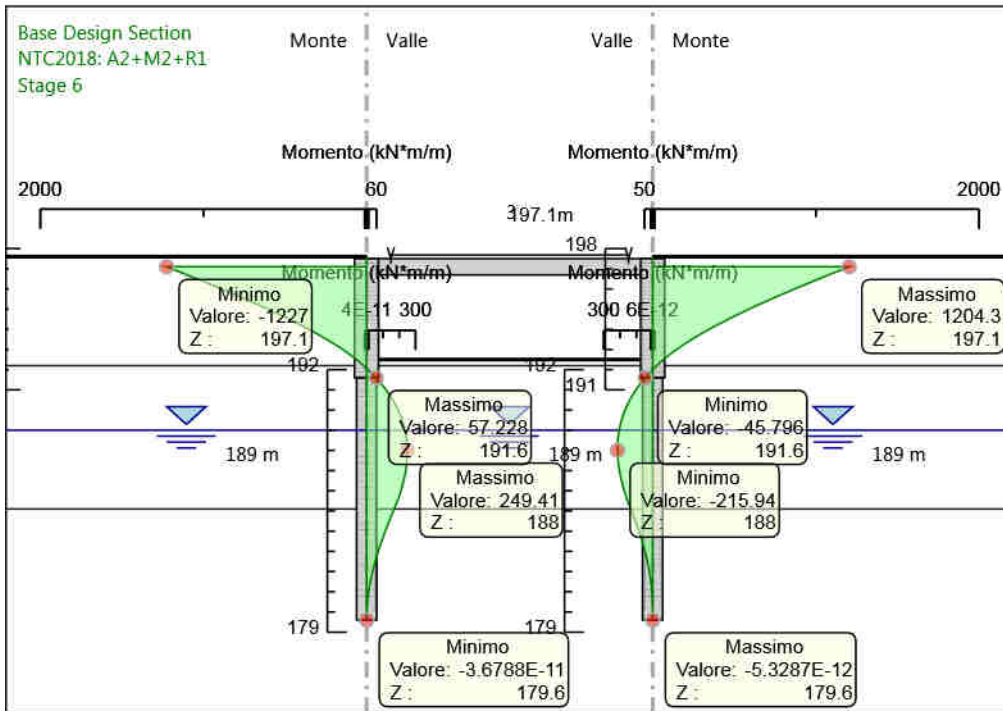 Base Design Section
NTC2018: A2+M2+R1
Stage 6
Monte Valle
Valle Monte
Momento (kN*m/m) Momento (kN*m/m)
2000 60 50 2000
197.1m
198
Momento (kN*m/m) Momento (kN*m/m)
Minimo
Valore: -1227
Z : 197.1
Massimo
Valore: 1204.3
Z : 197.1
4E-11 300 300 6E-12
192 192 191
Massimo
Valore: 57.228
Z : 191.6
Minimo
Valore: -45.796
Z : 191.6
189 m 189 m 189 m
Massimo
Valore: 249.41
Z : 188
Minimo
Valore: -215.94
Z : 188
179 179
Minimo
Valore: -3.6788E-11
Z : 179.6
Massimo
Valore: -5.3287E-12
Z : 179.6